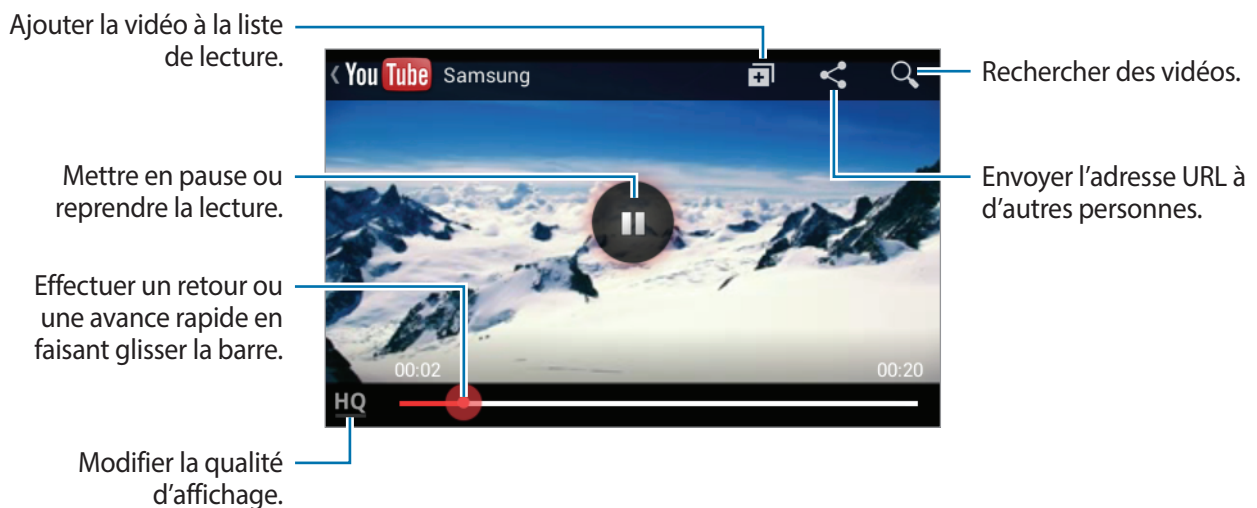 Ajouter la vidéo à la liste
de lecture.
You Tube Samsung
Rechercher des vidéos.
Mettre en pause ou
reprendre la lecture.
Envoyer l’adresse URL à
d’autres personnes.
Effectuer un retour ou
une avance rapide en
faisant glisser la barre.
00:02
00:20
HQ
Modifier la qualité
d’affichage.